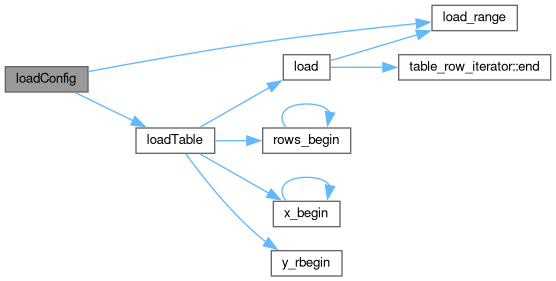 load_range
load
table_row_iterator::end
loadConfig
loadTable
rows_begin
x_begin
y_rbegin